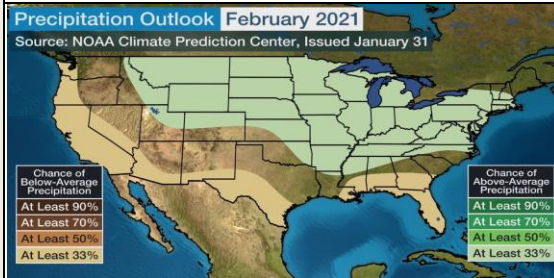 Precipitation Outlook February 2021
Source: NOAA Climate Prediction Center, Issued January 31
Chance of
Below-Average
Precipitation
At Least 90%
At Least 70%
At Least 50%
At Least 33%
Chance of
Above-Average
Precipitation
At Least 90%
At Least 70%
At Least 50%
At Least 33%